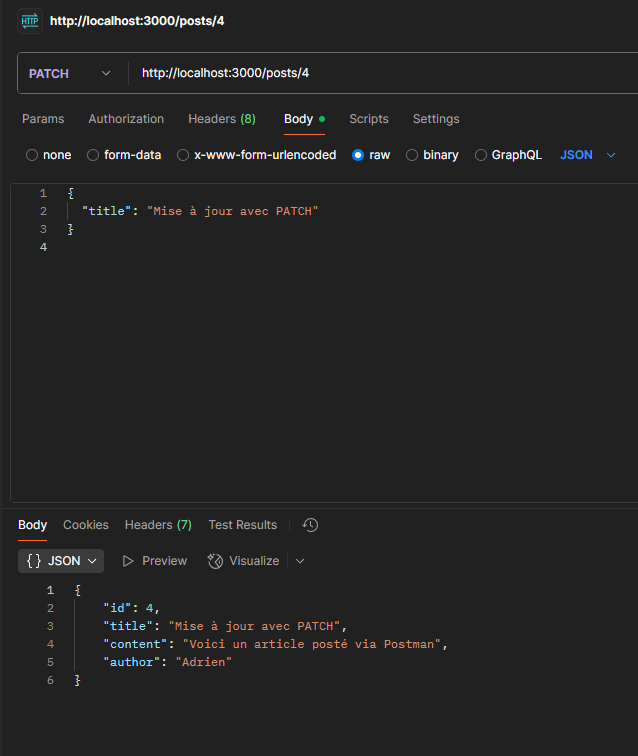 HTTP http://localhost:3000/posts/4
PATCH http://localhost:3000/posts/4
Params Authorization Headers (8) Body Scripts Settings
none form-data x-www-form-urlencoded raw binary GraphQL JSON
1 {
2 "title": "Mise à jour avec PATCH"
3 }
4
Body Cookies Headers (7) Test Results
{} JSON Preview Visualize
1 {
2 "id": 4,
3 "title": "Mise à jour avec PATCH",
4 "content": "Voici un article posté via Postman",
5 "author": "Adrien"
6 }